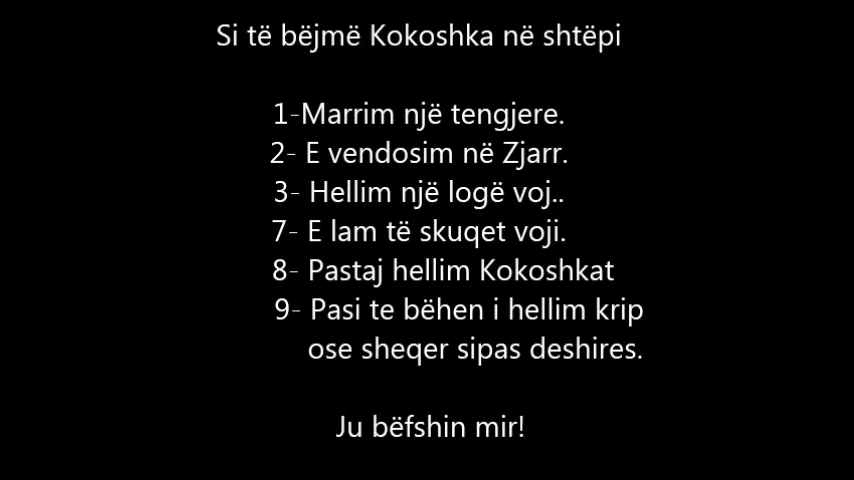 Si të bëjmë Kokoshka në shtëpi
1-Marrim një tengjere.
2- E vendosim në Zjarr.
3- Hellim një logë voj..
7- E lam të skuqet voji.
8- Pastaj hellim Kokoshkat
9- Pasi te bëhen i hellim krip
ose sheqer sipas deshires.
Ju bëfshin mir!